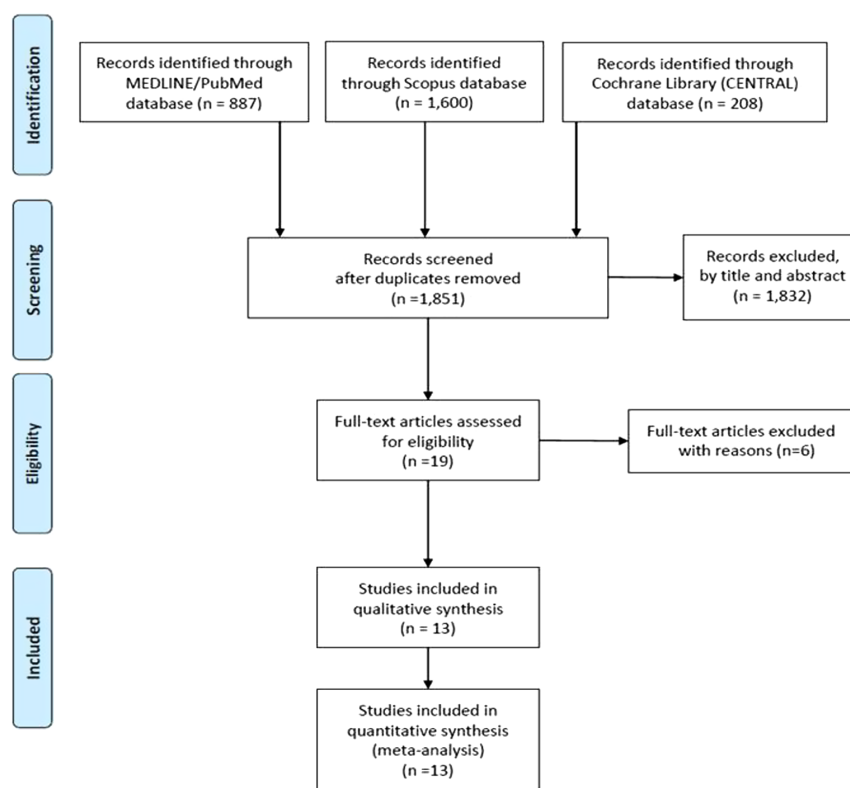 Identification
Records identified through
MEDLINE/PubMed
database (n = 887)
Records identified
through Scopus database
(n = 1,600)
Records identified through
Cochrane Library (CENTRAL)
database (n = 208)
Screening
Records screened
after duplicates removed
(n =1,851)
Records excluded,
by title and abstract
(n = 1,832)
Eligibility
Full-text articles assessed
for eligibility
(n =19)
Full-text articles excluded
with reasons (n=6)
Included
Studies included in
qualitative synthesis
(n = 13)
Studies included in
quantitative synthesis
(meta-analysis)
(n =13)